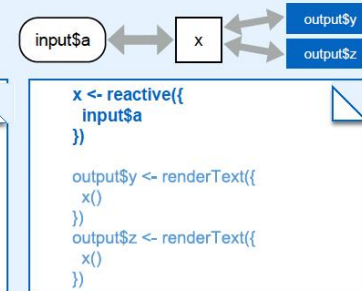 input$a
x
output$y
output$z
x <- reactive({
input$a
})
output$y <- renderText({
x()
})
output$z <- renderText({
x()
})